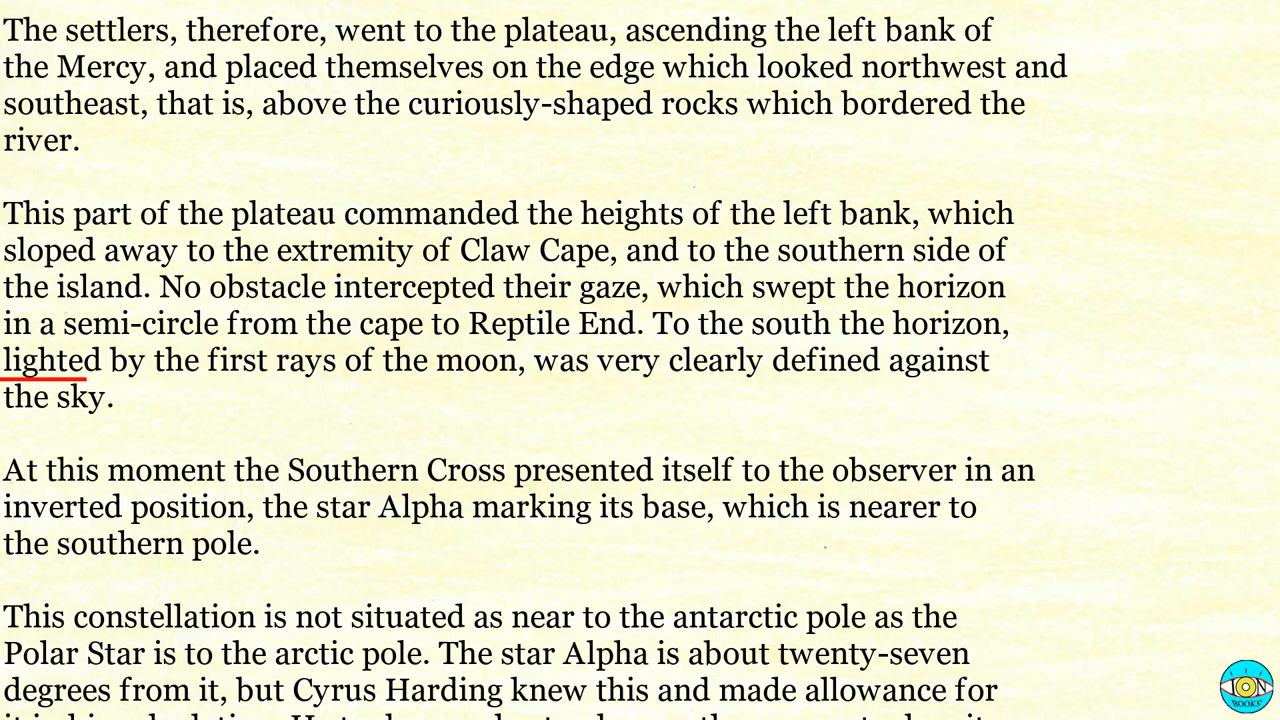 The settlers, therefore, went to the plateau, ascending the left bank of
the Mercy, and placed themselves on the edge which looked northwest and
southeast, that is, above the curiously-shaped rocks which bordered the
river.
This part of the plateau commanded the heights of the left bank, which
sloped away to the extremity of Claw Cape, and to the southern side of
the island. No obstacle intercepted their gaze, which swept the horizon
in a semi-circle from the cape to Reptile End. To the south the horizon,
lighted by the first rays of the moon, was very clearly defined against
the sky.
At this moment the Southern Cross presented itself to the observer in an
inverted position, the star Alpha marking its base, which is nearer to
the southern pole.
This constellation is not situated as near to the antarctic pole as the
Polar Star is to the arctic pole. The star Alpha is about twenty-seven
degrees from it, but Cyrus Harding knew this and made allowance for
ION
BOOKS